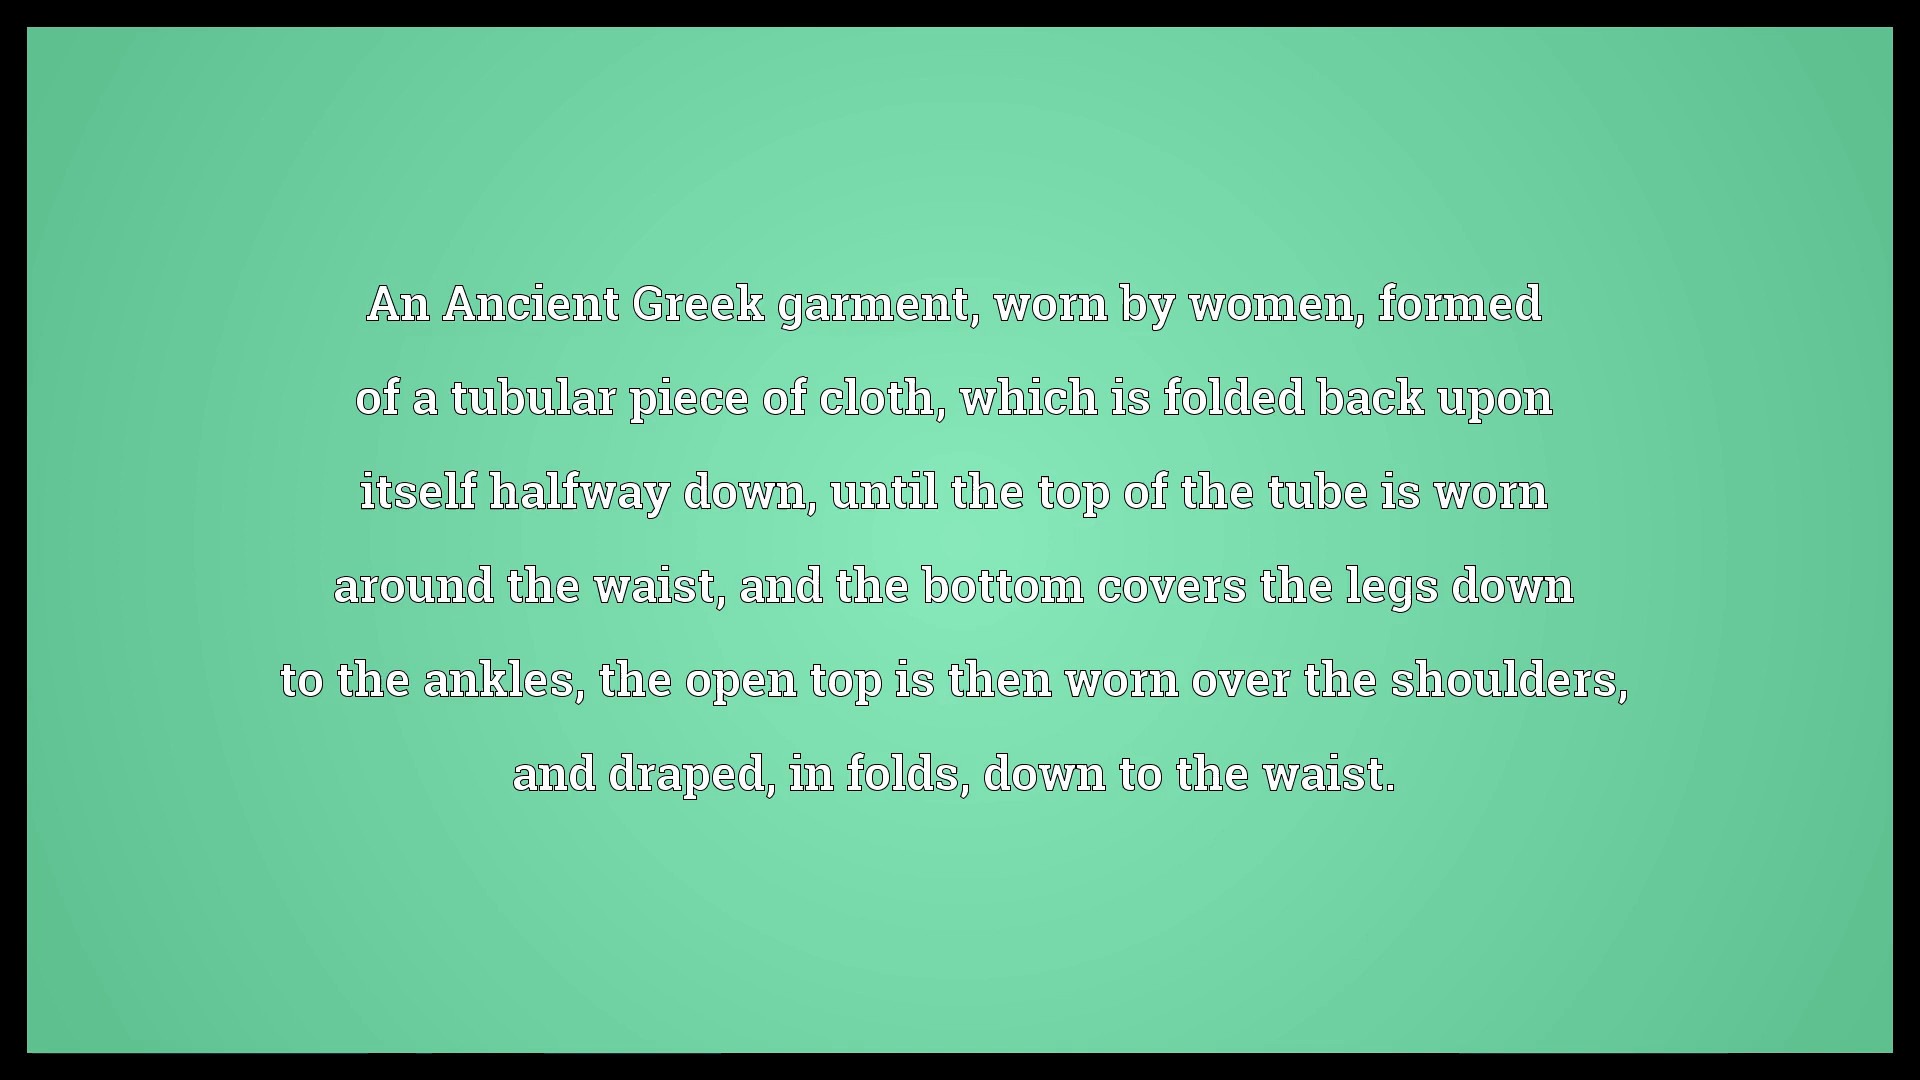 An Ancient Greek garment, worn by women, formed
of a tubular piece of cloth, which is folded back upon
itself halfway down, until the top of the tube is worn
around the waist, and the bottom covers the legs down
to the ankles, the open top is then worn over the shoulders,
and draped, in folds, down to the waist.